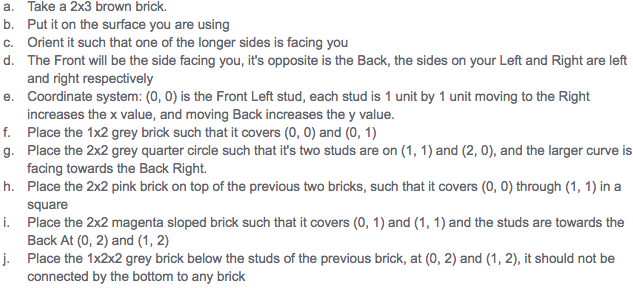 a. Take a 2x3 brown brick.
b. Put it on the surface you are using
c. Orient it such that one of the longer sides is facing you
d. The Front will be the side facing you, it's opposite is the Back, the sides on your Left and Right are left
and right respectively
e. Coordinate system: (0, 0) is the Front Left stud, each stud is 1 unit by 1 unit moving to the Right
increases the x value, and moving Back increases the y value.
f. Place the 1x2 grey brick such that it covers (0, 0) and (0, 1)
g. Place the 2x2 grey quarter circle such that it's two studs are on (1, 1) and (2, 0), and the larger curve is
facing towards the Back Right.
h. Place the 2x2 pink brick on top of the previous two bricks, such that it covers (0, 0) through (1, 1) in a
square
i. Place the 2x2 magenta sloped brick such that it covers (0, 1) and (1, 1) and the studs are towards the
Back At (0, 2) and (1, 2)
j. Place the 1x2x2 grey brick below the studs of the previous brick, at (0, 2) and (1, 2), it should not be
connected by the bottom to any brick